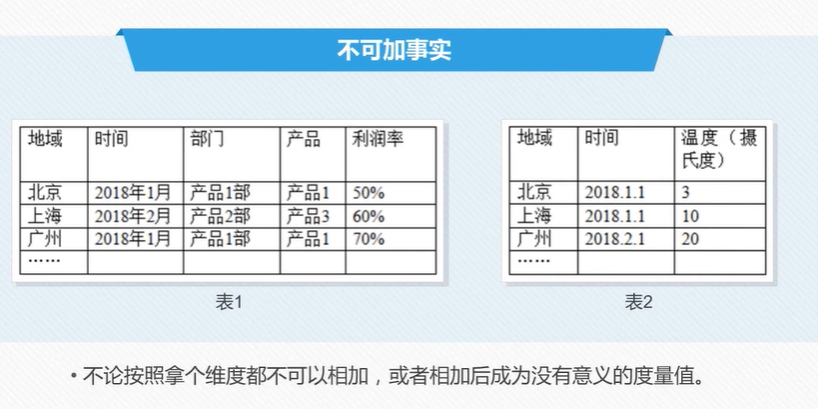 不可加事实
地域 时间 部门 产品 利润率
北京 2018年1月 产品1部 产品1 50%
上海 2018年2月 产品2部 产品3 60%
广州 2018年1月 产品1部 产品1 70%
……
表1
地域 时间 温度（摄
氏度）
北京 2018.1.1 3
上海 2018.1.1 10
广州 2018.2.1 20
……
表2
•不论按照拿个维度都不可以相加，或者相加后成为没有意义的度量值。